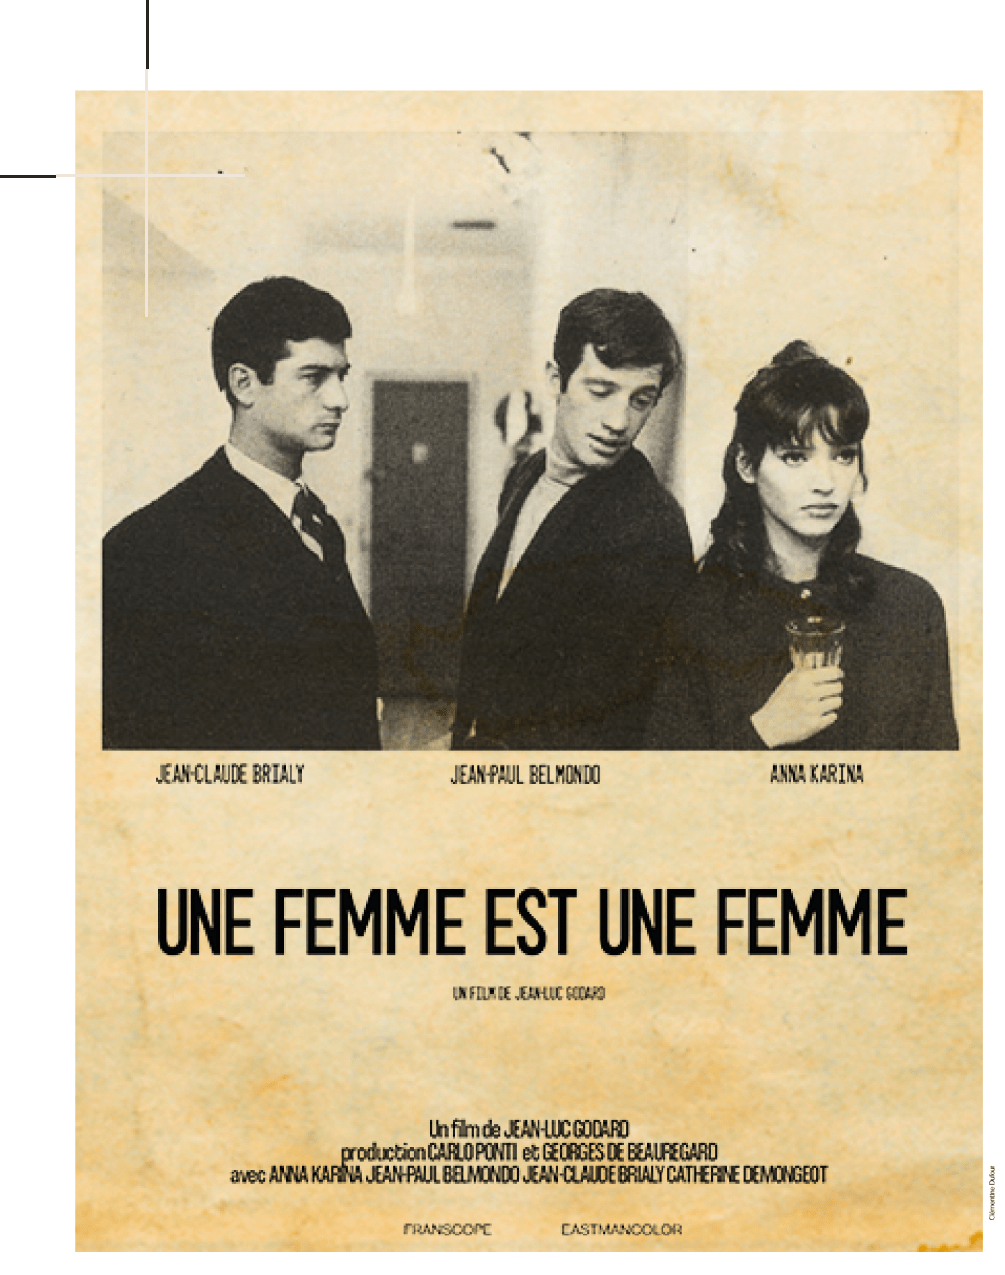 JEAN-CLAUDE BRIALY JEAN-PAUL BELMONDO ANNA KARINA
UNE FEMME EST UNE FEMME
UN FILM DE JEAN-LUC GODARD
Un film de JEAN-LUC GODARD
production CARLO PONTI et GEORGES DE BEAUREGARD
avec ANNA KARINA JEAN-PAUL BELMONDO JEAN-CLAUDE BRIALY CATHERINE DEMONGEOT
FRANSCOPE EASTMANCOLOR
Clémentine Dufour